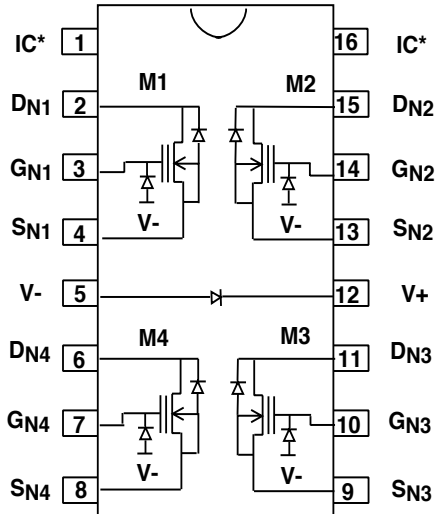 IC* 1 16 IC*
M1 M2
DN1 2 15 DN2
GN1 3 14 GN2
V- V-
SN1 4 13 SN2
V- 5 12 V+
M4 M3
DN4 6 11 DN3
GN4 7 10 GN3
V- V-
SN4 8 9 SN3